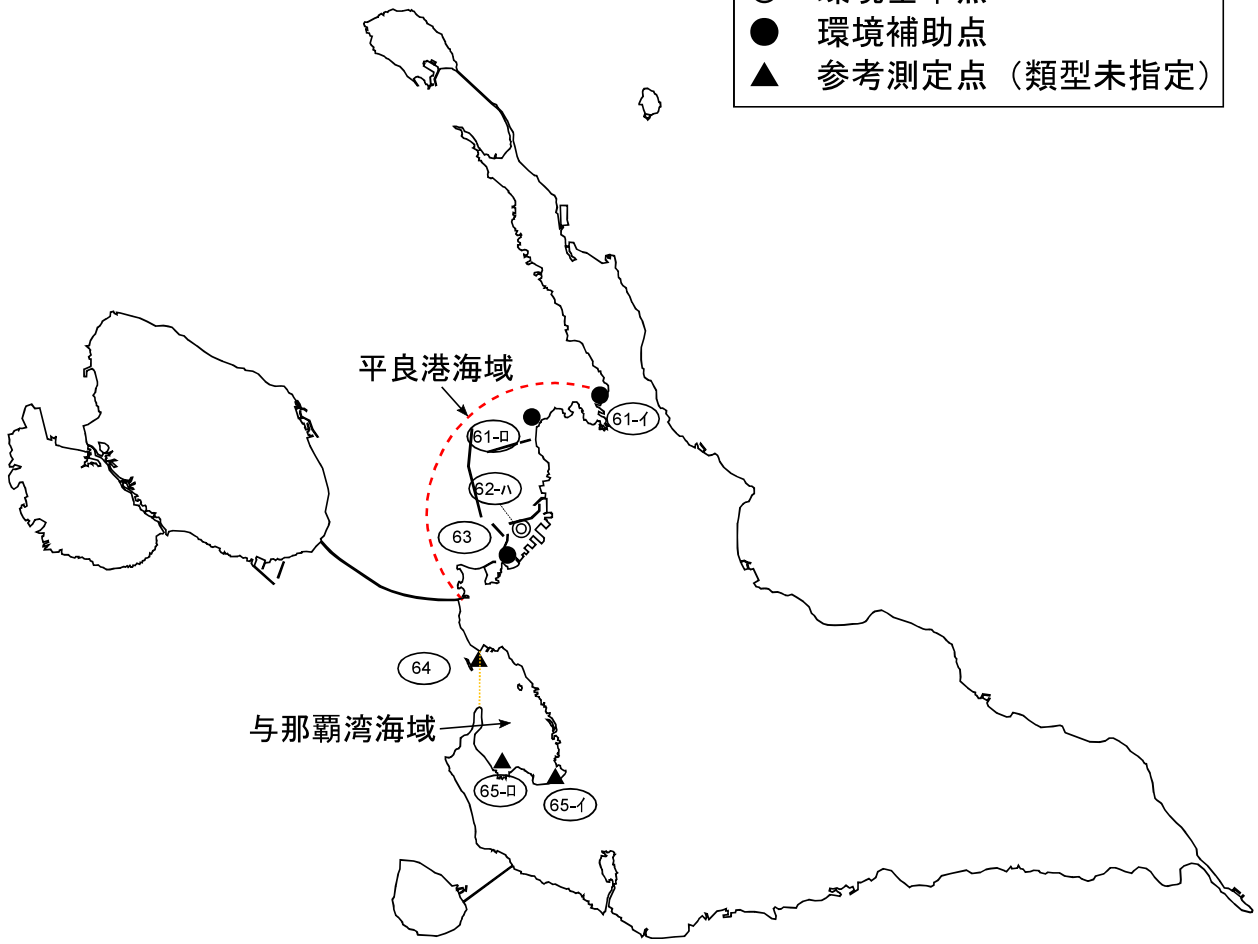 環境補助点
参考測定点（類型未指定）
平良港海域
61-イ
61-ロ
62-ハ
63
64
与那覇湾海域
65-ロ
65-イ